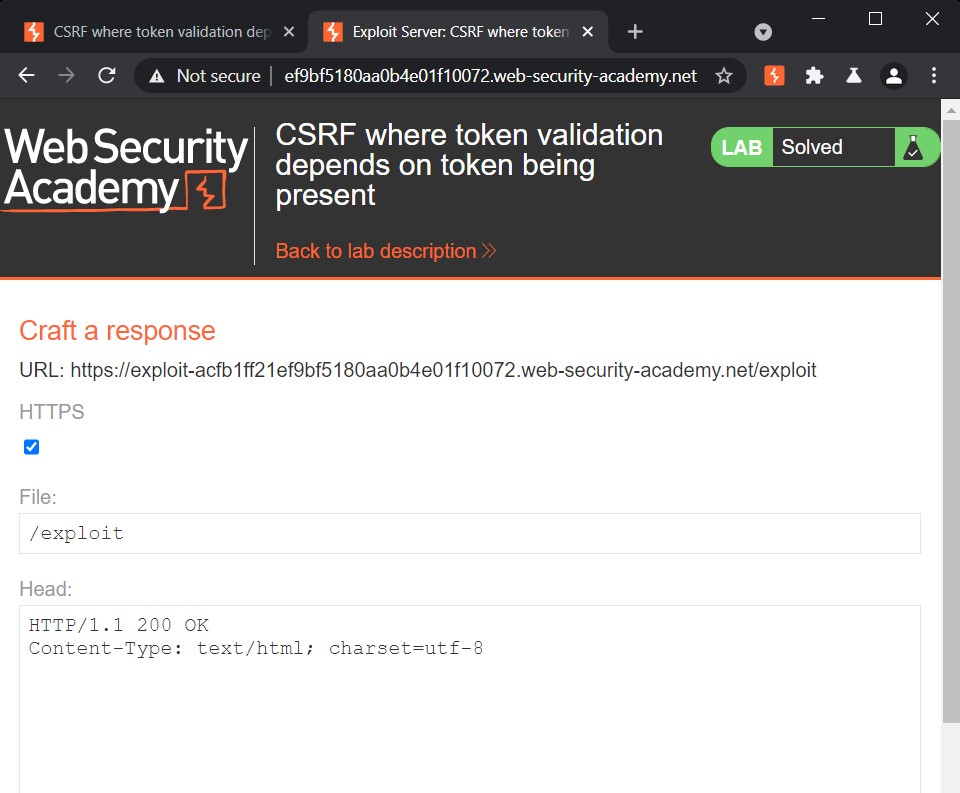 CSRF where token validation dep
Exploit Server: CSRF where token
Not secure
ef9bf5180aa0b4e01f10072.web-security-academy.net
Web Security
Academy
CSRF where token validation
depends on token being
present
LAB Solved
Back to lab description
Craft a response
URL: https://exploit-acfb1ff21ef9bf5180aa0b4e01f10072.web-security-academy.net/exploit
HTTPS
File:
/exploit
Head:
HTTP/1.1 200 OK
Content-Type: text/html; charset=utf-8